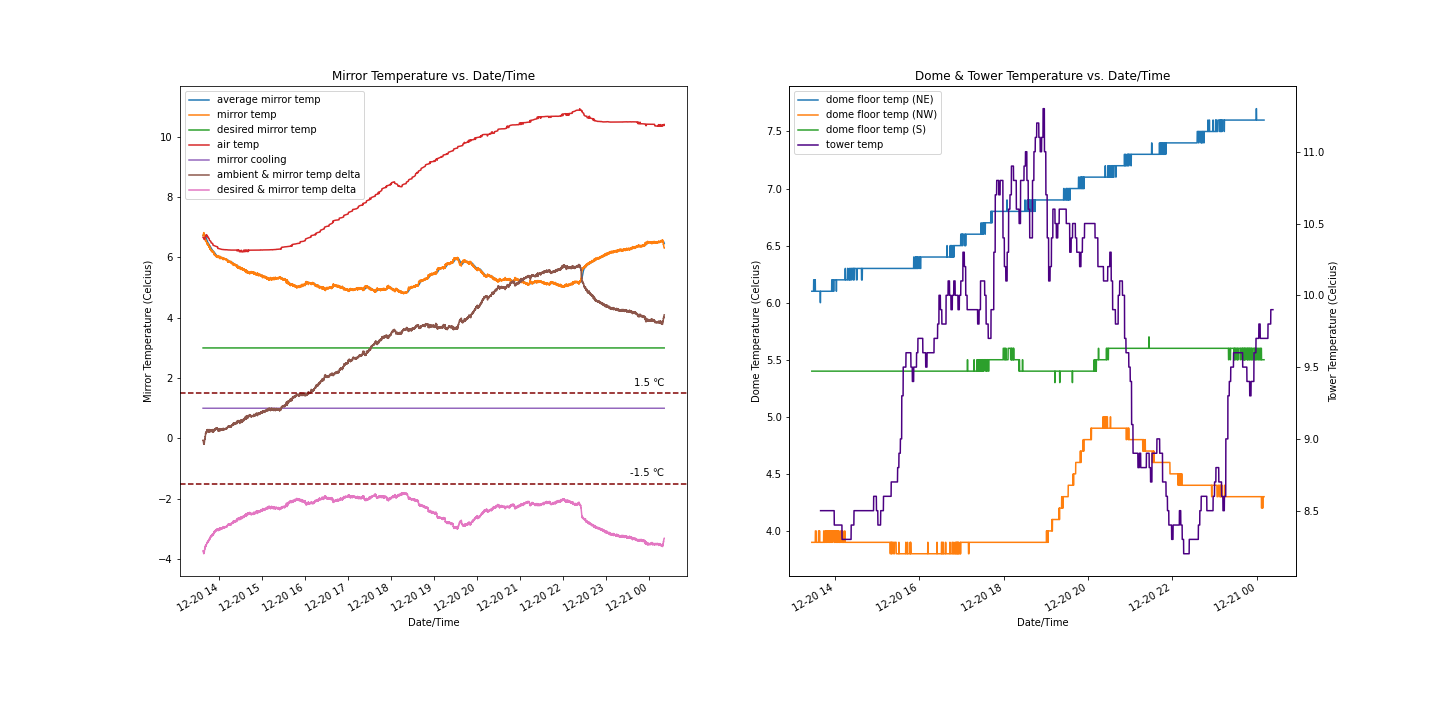 Mirror Temperature vs. Date/Time
average mirror temp
mirror temp
desired mirror temp
air temp
mirror cooling
ambient & mirror temp delta
desired & mirror temp delta
10
8
6
4
2
0
−2
−4
Mirror Temperature (Celcius)
1.5 ℃
-1.5 ℃
12-20 14
12-20 15
12-20 16
12-20 17
12-20 18
12-20 19
12-20 20
12-20 21
12-20 22
12-20 23
12-21 00
Date/Time
Dome & Tower Temperature vs. Date/Time
dome floor temp (NE)
dome floor temp (NW)
dome floor temp (S)
tower temp
7.5
7.0
6.5
6.0
5.5
5.0
4.5
4.0
Dome Temperature (Celcius)
11.0
10.5
10.0
9.5
9.0
8.5
Tower Temperature (Celcius)
12-20 14
12-20 16
12-20 18
12-20 20
12-20 22
12-21 00
Date/Time